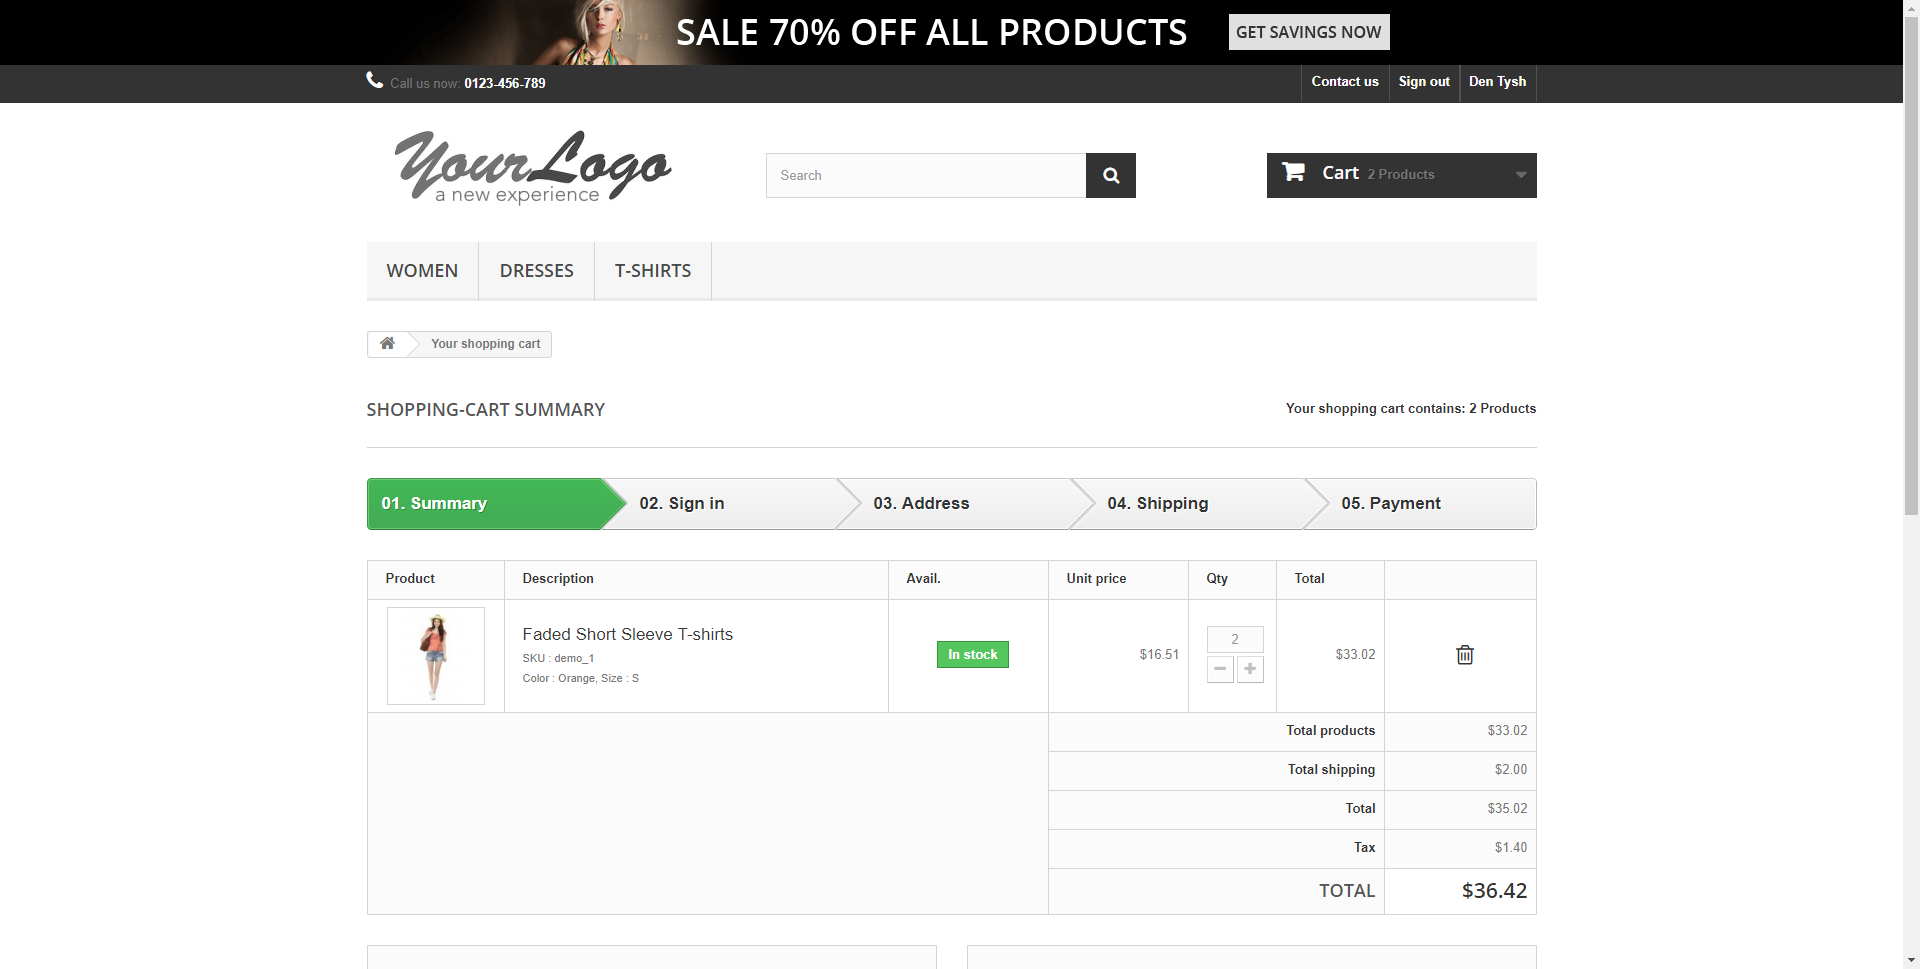 SALE 70% OFF ALL PRODUCTS
GET SAVINGS NOW
Call us now: 0123-456-789
Contact us
Sign out
Den Tysh
YourLogo
a new experience
Search
Cart 2 Products
WOMEN
DRESSES
T-SHIRTS
Your shopping cart
SHOPPING-CART SUMMARY
Your shopping cart contains: 2 Products
01. Summary
02. Sign in
03. Address
04. Shipping
05. Payment
Product Description Avail. Unit price Qty Total
Faded Short Sleeve T-shirts
SKU : demo_1
Color : Orange, Size : S
In stock
$16.51
2
$33.02
Total products $33.02
Total shipping $2.00
Total $35.02
Tax $1.40
TOTAL $36.42